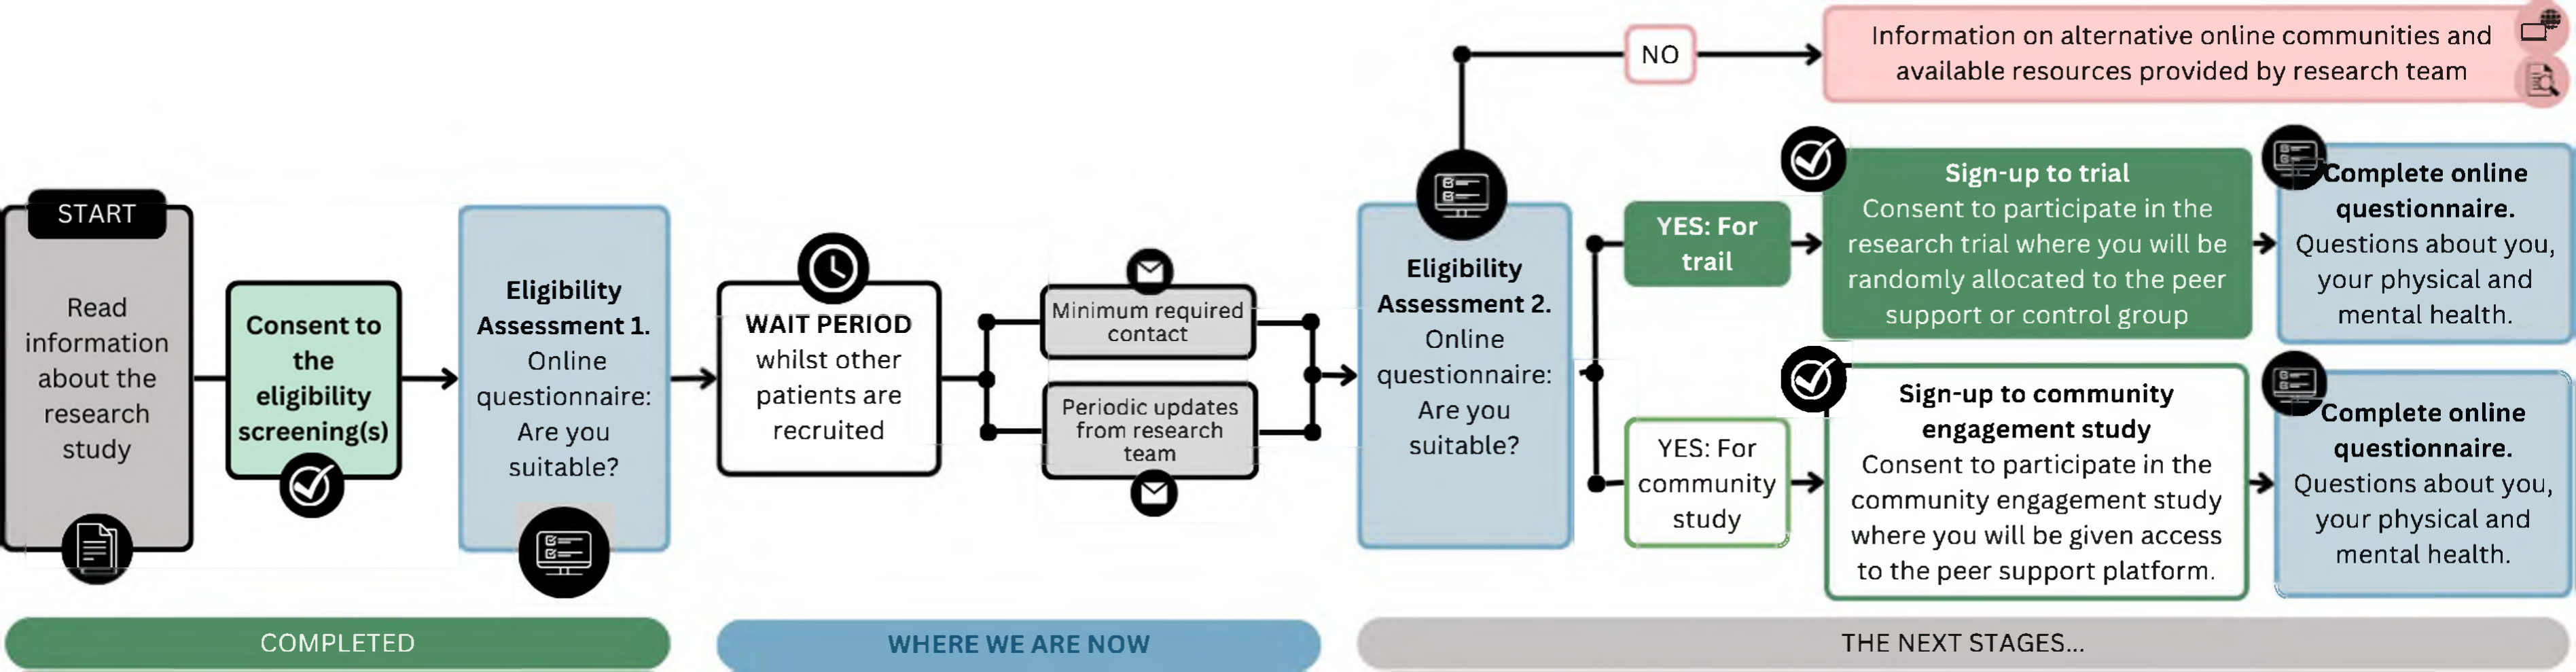 START
Read
information
about the
research
study
Consent to
the
eligibility
screening(s)
Eligibility
Assessment 1.
Online
questionnaire:
Are you
suitable?
WAIT PERIOD
whilst other
patients are
recruited
Minimum required
contact
Periodic updates
from research
team
Eligibility
Assessment 2.
Online
questionnaire:
Are you
suitable?
NO
Information on alternative online communities and
available resources provided by research team
YES: For
trail
Sign-up to trial
Consent to participate in the
research trial where you will be
randomly allocated to the peer
support or control group
Complete online
questionnaire.
Questions about you,
your physical and
mental health.
YES: For
community
study
Sign-up to community
engagement study
Consent to participate in the
community engagement study
where you will be given access
to the peer support platform.
Complete online
questionnaire.
Questions about you,
your physical and
mental health.
COMPLETED
WHERE WE ARE NOW
THE NEXT STAGES...